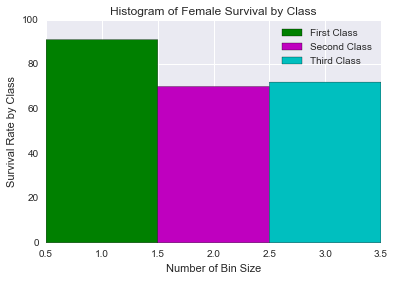 Histogram of Female Survival by Class
100
80
60
40
20
0
Survival Rate by Class
First Class
Second Class
Third Class
0.5
1.0
1.5
2.0
2.5
3.0
3.5
Number of Bin Size